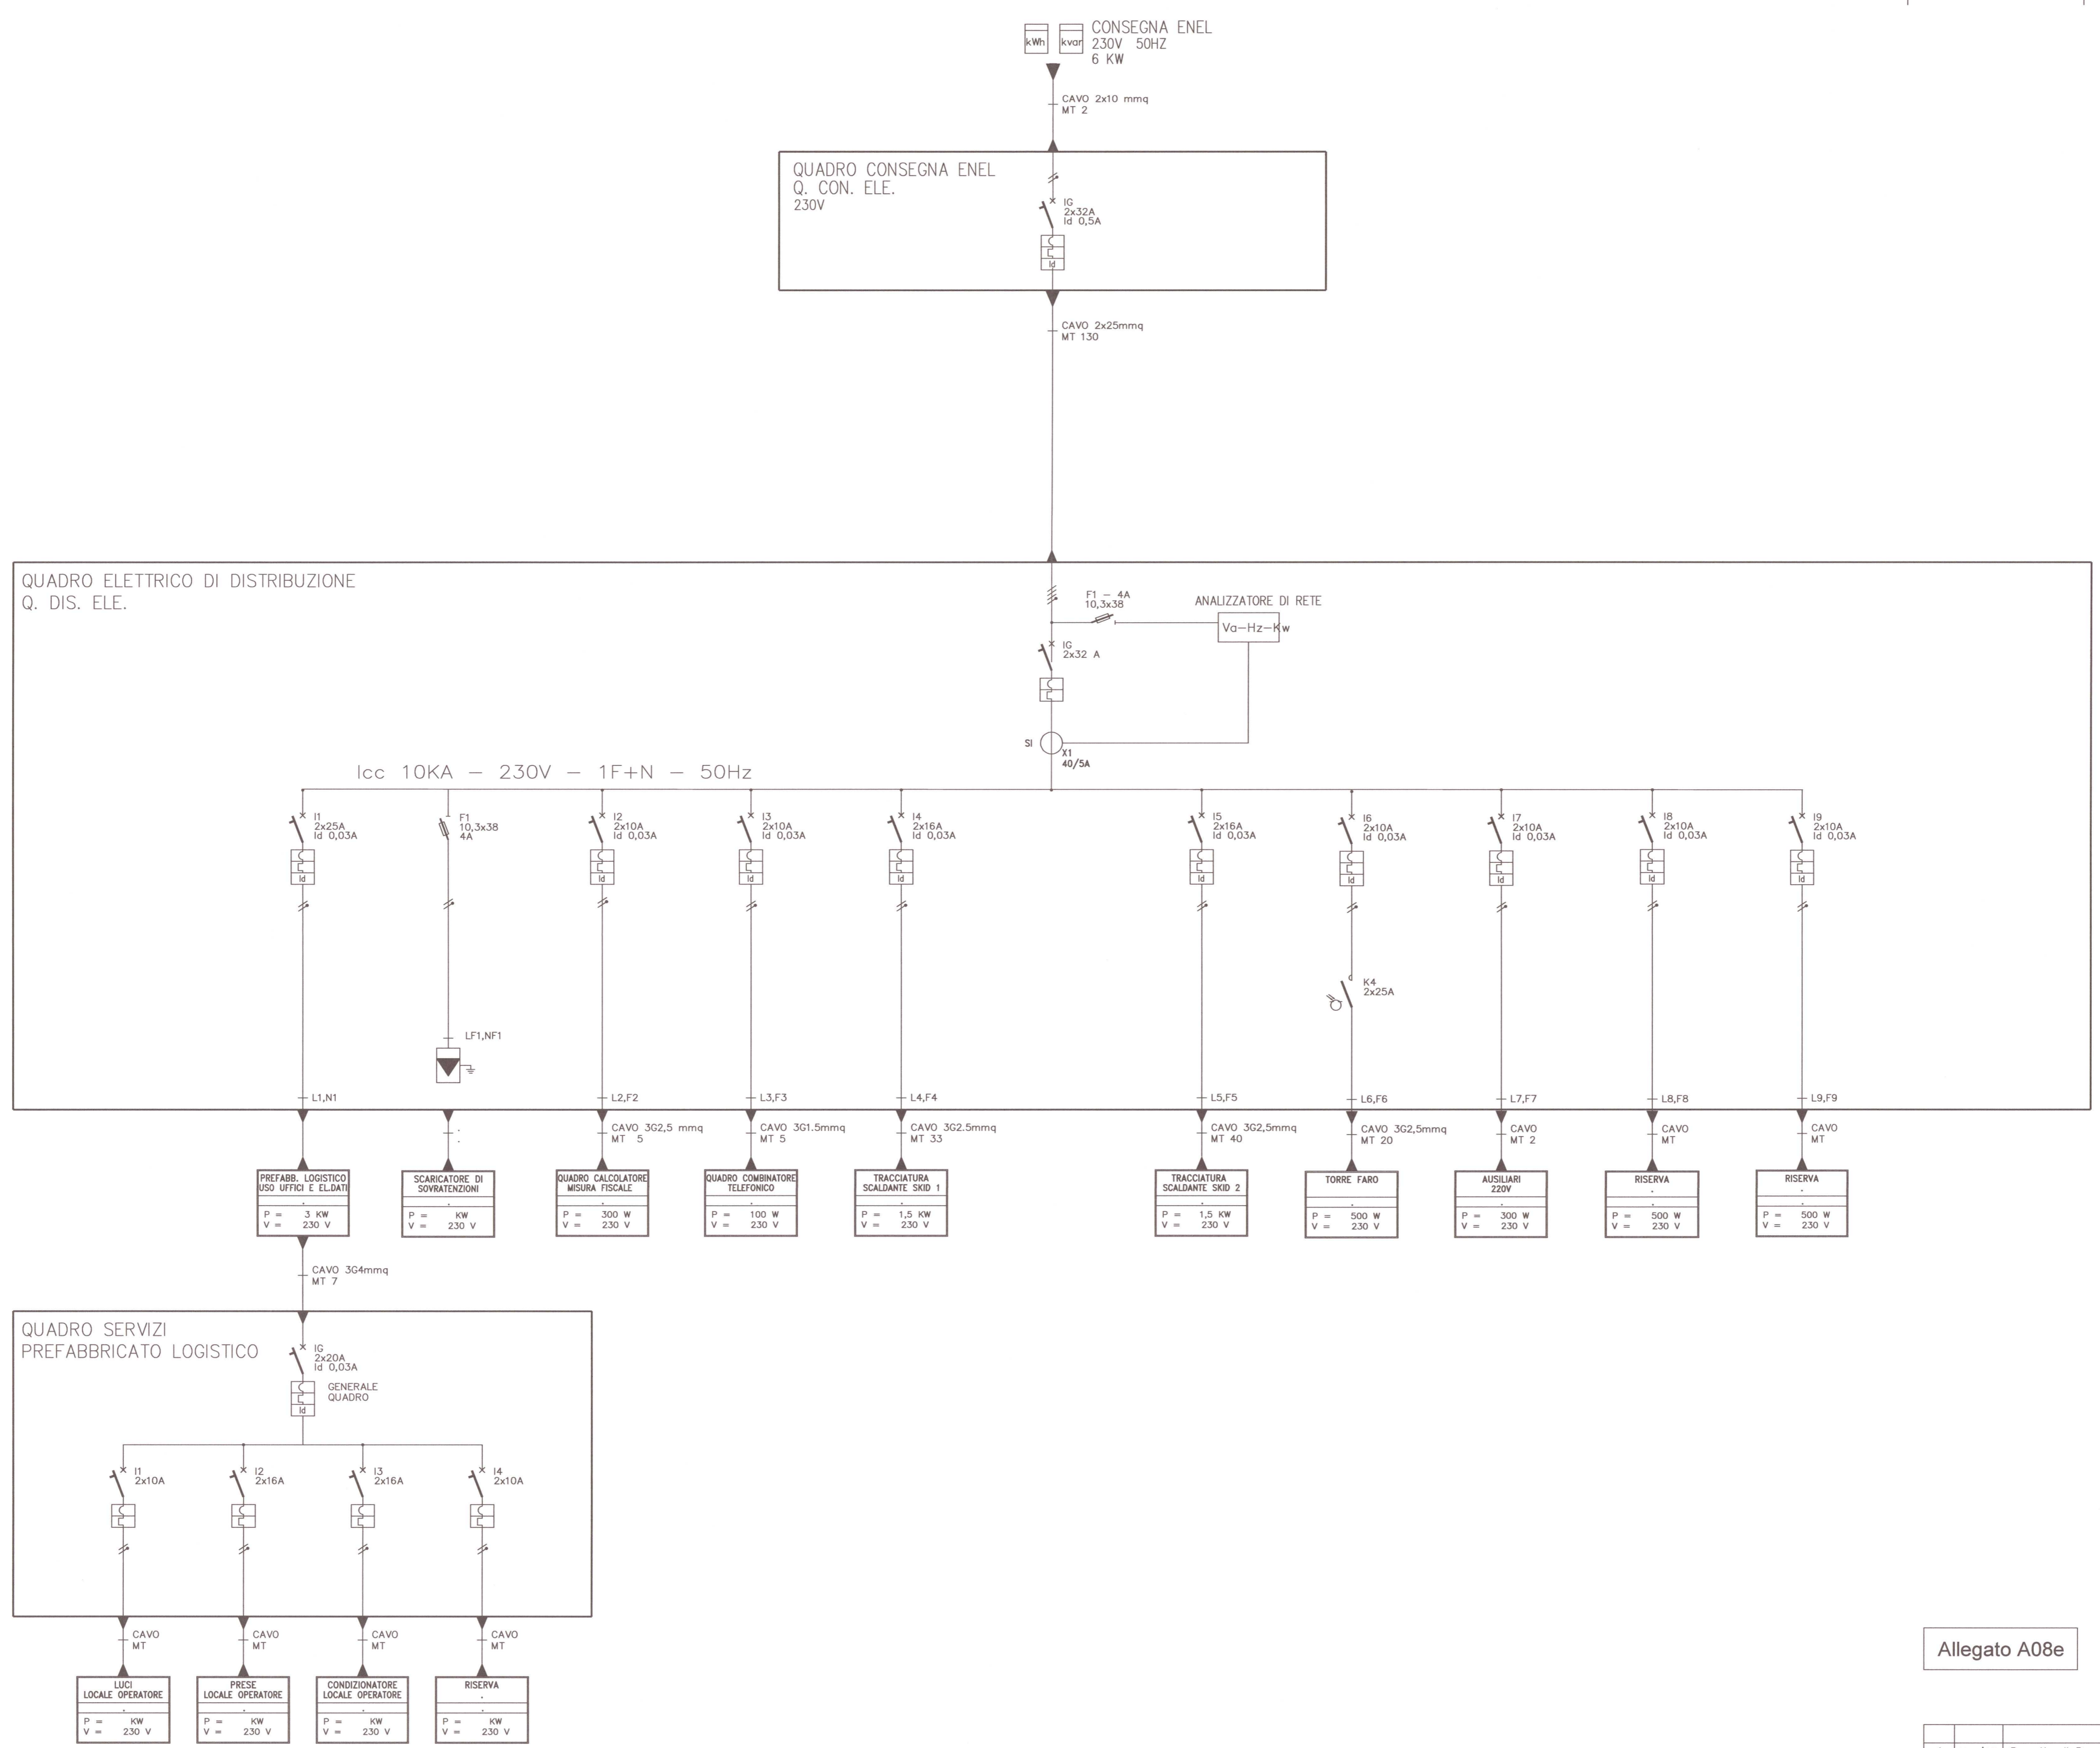 kWh kvar
CONSEGNA ENEL
230V 50HZ
6 KW
CAVO 2x10 mmq
MT 2
QUADRO CONSEGNA ENEL
Q. CON. ELE.
230V
IG
2x32A
Id 0,5A
Id
CAVO 2x25mmq
MT 130
QUADRO ELETTRICO DI DISTRIBUZIONE
Q. DIS. ELE.
F1 - 4A
10,3x38
ANALIZZATORE DI RETE
Va-Hz-Kw
IG
2x32 A
SI
X1
40/5A
Icc 10KA - 230V - 1F+N - 50Hz
I1
2x25A
Id 0,03A
Id
F1
10,3x38
4A
I2
2x10A
Id 0,03A
Id
I3
2x10A
Id 0,03A
Id
I4
2x16A
Id 0,03A
Id
I5
2x16A
Id 0,03A
Id
I6
2x10A
Id 0,03A
Id
I7
2x10A
Id 0,03A
Id
I8
2x10A
Id 0,03A
Id
I9
2x10A
Id 0,03A
Id
K4
2x25A
LF1,NF1
L1,N1
L2,F2
L3,F3
L4,F4
L5,F5
L6,F6
L7,F7
L8,F8
L9,F9
CAVO 3G2,5 mmq
MT 5
CAVO 3G1.5mmq
MT 5
CAVO 3G2.5mmq
MT 33
CAVO 3G2,5mmq
MT 40
CAVO 3G2,5mmq
MT 20
CAVO
MT 2
CAVO
MT
CAVO
MT
PREFABB. LOGISTICO
USO UFFICI E EL.DATI
P = 3 KW
V = 230 V
SCARICATORE DI
SOVRATENZIONI
P = KW
V = 230 V
QUADRO CALCOLATORE
MISURA FISCALE
P = 300 W
V = 230 V
QUADRO COMBINATORE
TELEFONICO
P = 100 W
V = 230 V
TRACCIATURA
SCALDANTE SKID 1
P = 1,5 KW
V = 230 V
TRACCIATURA
SCALDANTE SKID 2
P = 1,5 KW
V = 230 V
TORRE FARO
P = 500 W
V = 230 V
AUSILIARI
220V
P = 300 W
V = 230 V
RISERVA
P = 500 W
V = 230 V
RISERVA
P = 500 W
V = 230 V
CAVO 3G4mmq
MT 7
QUADRO SERVIZI
PREFABBRICATO LOGISTICO
IG
2x20A
Id 0,03A
GENERALE
QUADRO
Id
I1
2x10A
I2
2x16A
I3
2x16A
I4
2x10A
CAVO
MT
CAVO
MT
CAVO
MT
CAVO
MT
LUCI
LOCALE OPERATORE
P = KW
V = 230 V
PRESE
LOCALE OPERATORE
P = KW
V = 230 V
CONDIZIONATORE
LOCALE OPERATORE
P = KW
V = 230 V
RISERVA
P = KW
V = 230 V
Allegato A08e